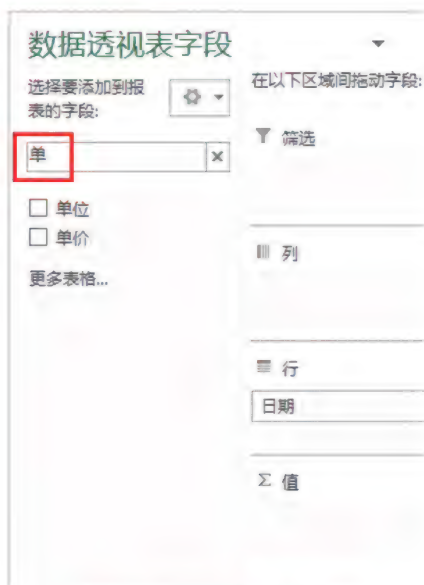 数据透视表字段
选择要添加到报
表的字段:
单
单位
单价
更多表格...
在以下区域间拖动字段:
筛选
列
行
日期
Σ 值